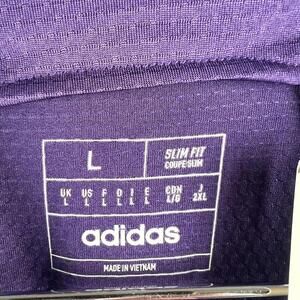 L
SLIM FIT
COUPE SLIM
UK US F D I E CDN J
L L L L L L L/G 2XL
adidas
MADE IN VIETNAM